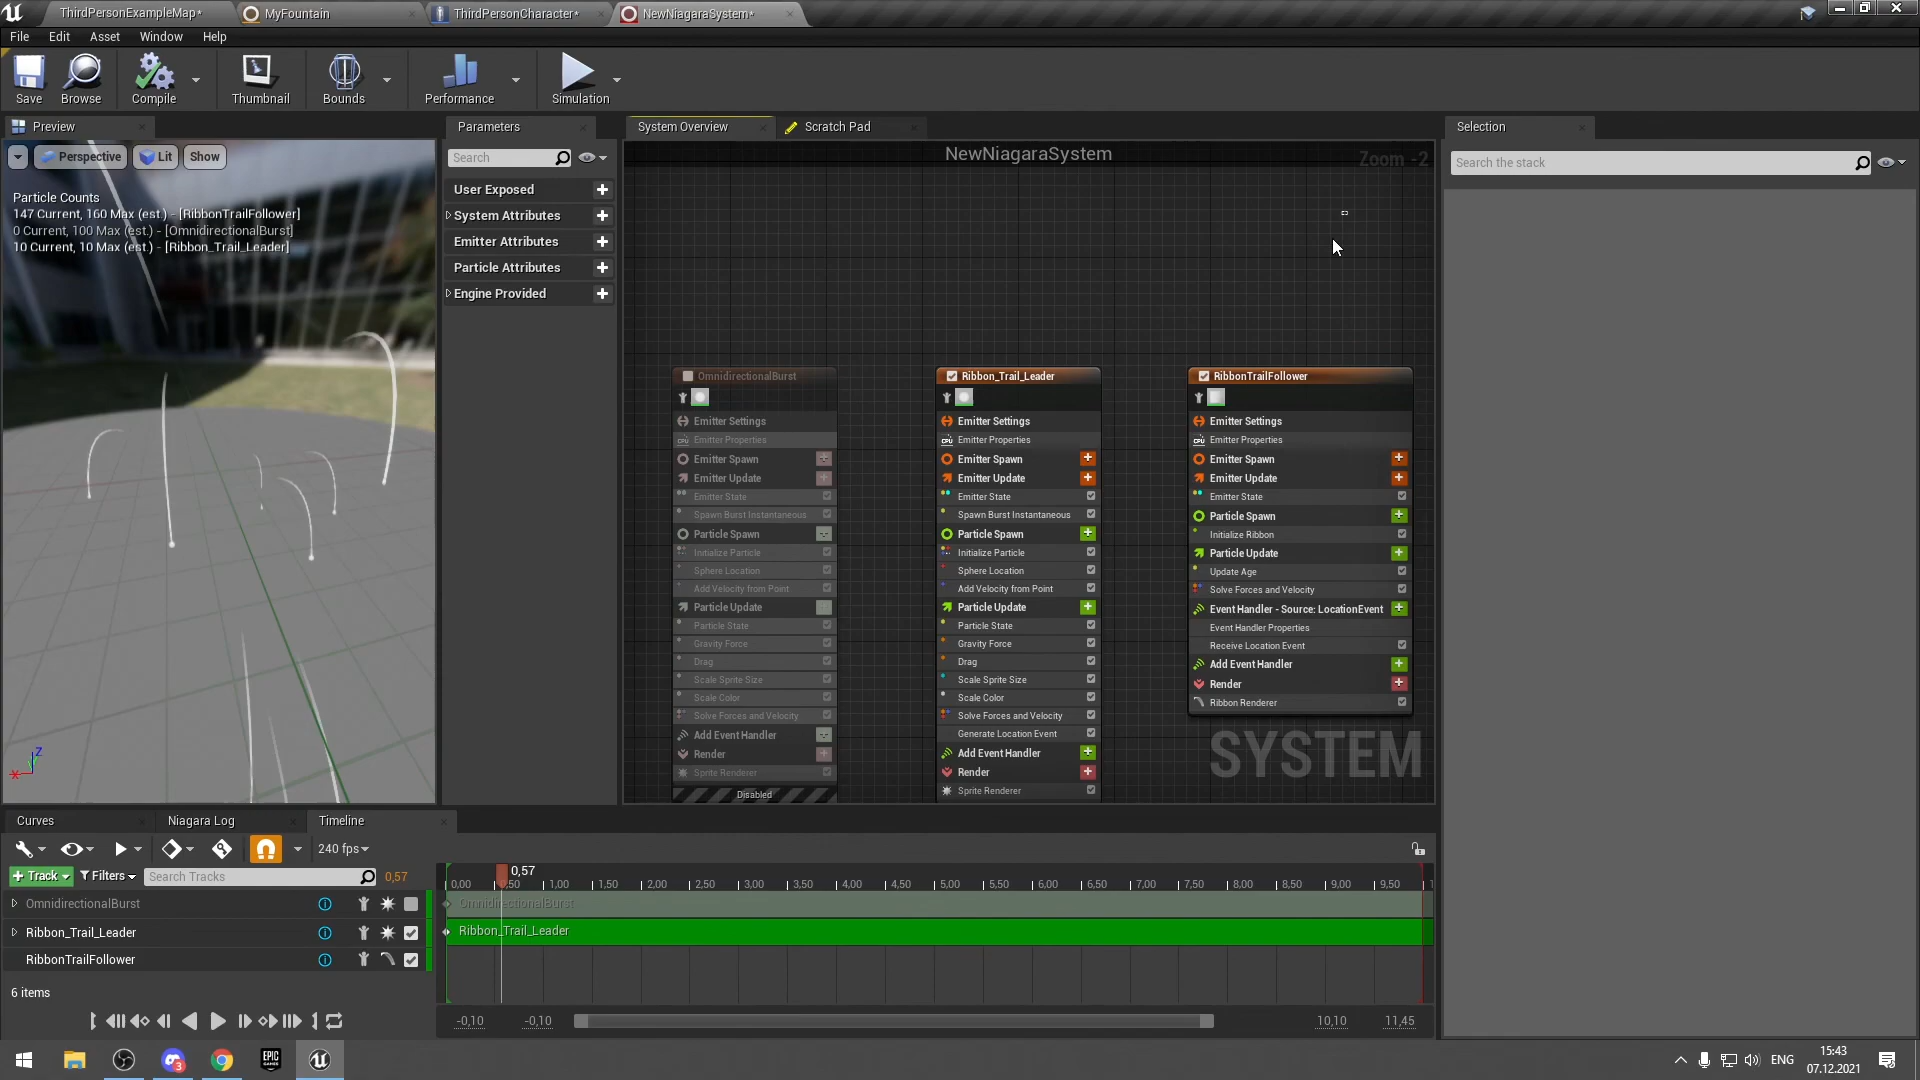 ThirdPersonExampleMap*
MyFountain
ThirdPersonCharacter*
NewNiagaraSystem*
File Edit Asset Window Help
Save Browse Compile Thumbnail Bounds Performance Simulation
Preview
Parameters
System Overview
Scratch Pad
Selection
Perspective Lit Show
Search
NewNiagaraSystem
Zoom -2
Search the stack
Particle Counts
147 Current, 160 Max (est.) - [RibbonTrailFollower]
0 Current, 100 Max (est.) - [OmnidirectionalBurst]
10 Current, 10 Max (est.) - [Ribbon_Trail_Leader]
User Exposed
System Attributes
Emitter Attributes
Particle Attributes
Engine Provided
OmnidirectionalBurst
Emitter Settings
CPU Emitter Properties
Emitter Spawn
Emitter Update
Emitter State
Spawn Burst Instantaneous
Particle Spawn
Initialize Particle
Sphere Location
Add Velocity from Point
Particle Update
Particle State
Gravity Force
Drag
Scale Sprite Size
Scale Color
Solve Forces and Velocity
Add Event Handler
Render
Sprite Renderer
Disabled
Ribbon_Trail_Leader
Emitter Settings
CPU Emitter Properties
Emitter Spawn
Emitter Update
Emitter State
Spawn Burst Instantaneous
Particle Spawn
Initialize Particle
Sphere Location
Add Velocity from Point
Particle Update
Particle State
Gravity Force
Drag
Scale Sprite Size
Scale Color
Solve Forces and Velocity
Generate Location Event
Add Event Handler
Render
Sprite Renderer
RibbonTrailFollower
Emitter Settings
CPU Emitter Properties
Emitter Spawn
Emitter Update
Emitter State
Particle Spawn
Initialize Ribbon
Particle Update
Update Age
Solve Forces and Velocity
Event Handler - Source: LocationEvent
Event Handler Properties
Receive Location Event
Add Event Handler
Render
Ribbon Renderer
SYSTEM
Z
X
Curves
Niagara Log
Timeline
240 fps
+ Track Filters Search Tracks 0,57
0,57
0,00 0,50 1,00 1,50 2,00 2,50 3,00 3,50 4,00 4,50 5,00 5,50 6,00 6,50 7,00 7,50 8,00 8,50 9,00 9,50 1
OmnidirectionalBurst
OmnidirectionalBurst
Ribbon_Trail_Leader
Ribbon_Trail_Leader
RibbonTrailFollower
6 items
-0,10 -0,10 10,10 11,45
EPIC GAMES
3
ENG
15:43
07.12.2021